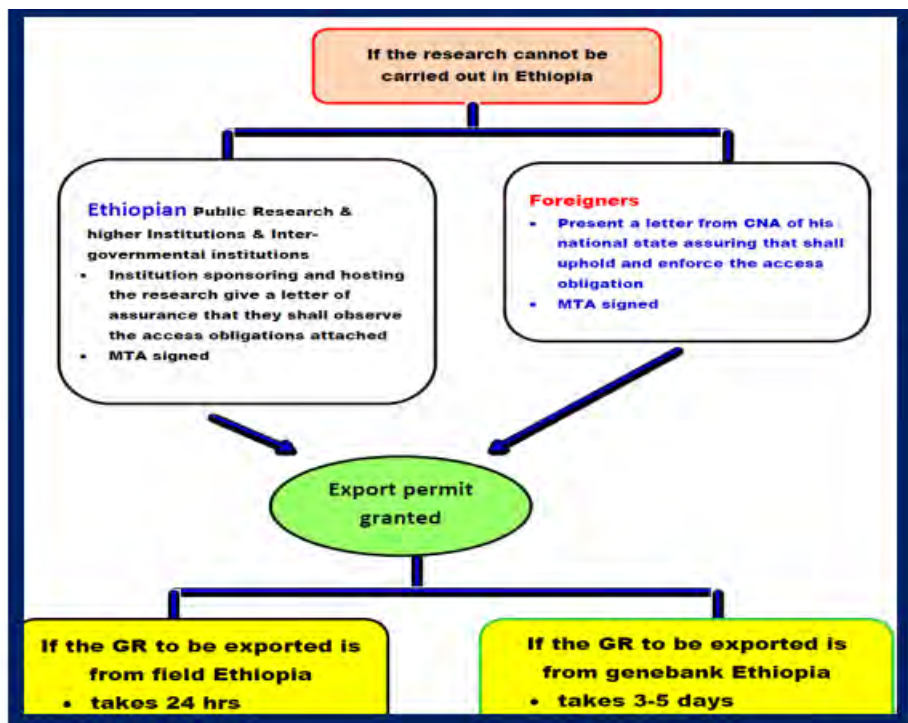 If the research cannot be
carried out in Ethiopia
Ethiopian Public Research &
higher Institutions & Inter-
governmental institutions
• Institution sponsoring and hosting
the research give a letter of
assurance that they shall observe
the access obligations attached
• MTA signed
Foreigners
• Present a letter from CNA of his
national state assuring that shall
uphold and enforce the access
obligation
• MTA signed
Export permit
granted
If the GR to be exported is
from field Ethiopia
• takes 24 hrs
If the GR to be exported is
from genebank Ethiopia
• takes 3-5 days